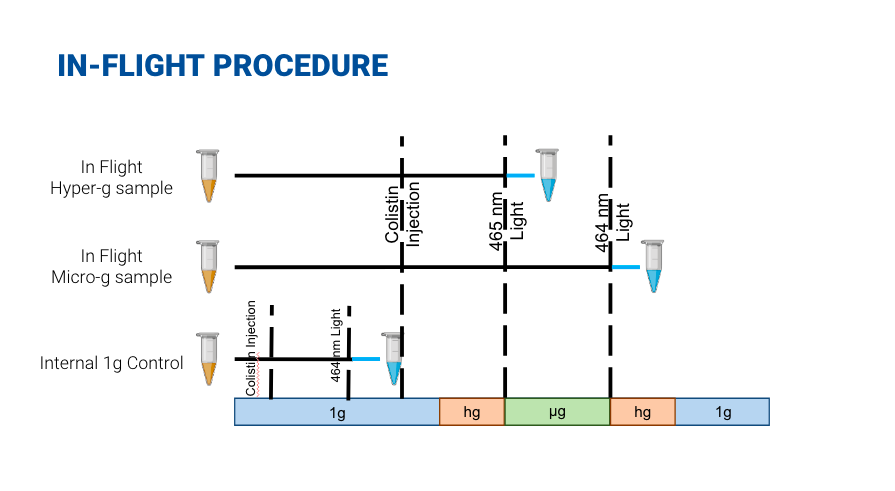 IN-FLIGHT PROCEDURE
In Flight
Hyper-g sample
Colistin
Injection
465 nm
Light
464 nm
Light
In Flight
Micro-g sample
Colistin Injection
464 nm Light
Internal 1g Control
1g
hg
µg
hg
1g